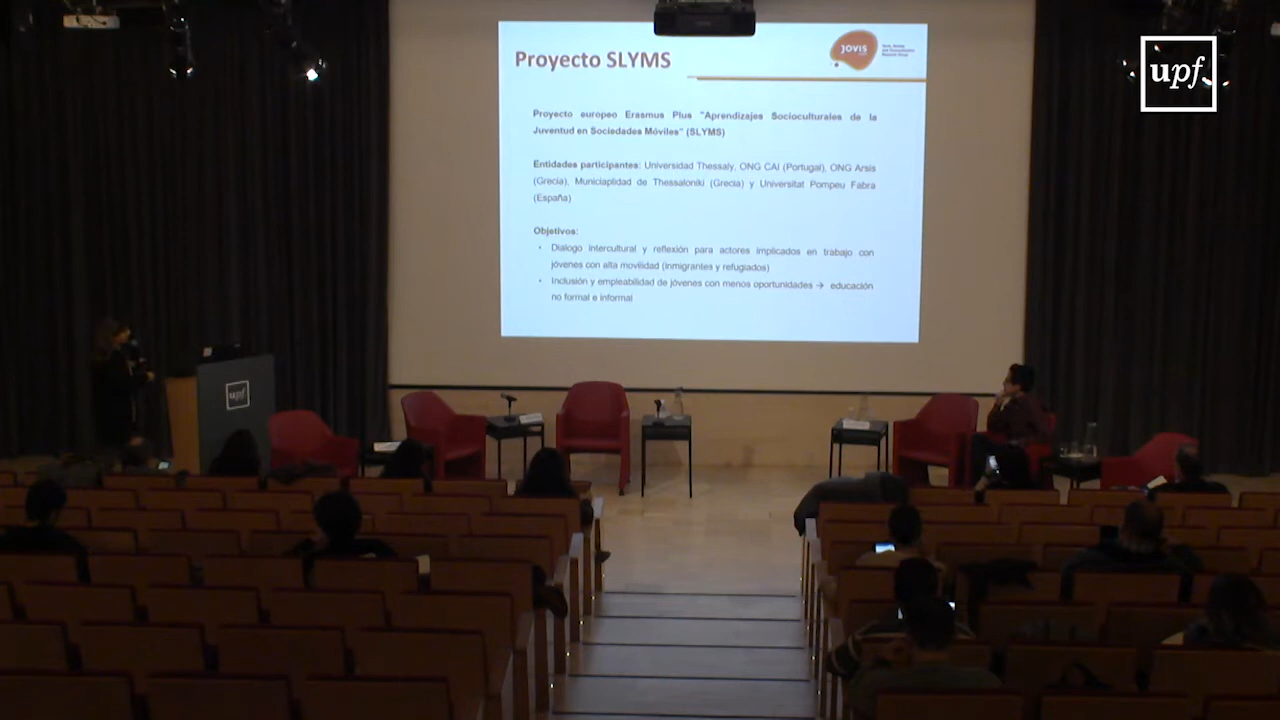 Proyecto SLYMS
JOVIS
upf.
Proyecto europeo Erasmus Plus "Aprendizajes Socioculturales de la
Juventud en Sociedades Móviles" (SLYMS)
Entidades participantes: Universidad Thessaly, ONG CAI (Portugal), ONG Arsis
(Grecia), Municiaplidad de Thessaloniki (Grecia) y Universitat Pompeu Fabra
(España)
Objetivos:
• Dialogo intercultural y reflexión para actores implicados en trabajo con
jóvenes con alta movilidad (inmigrantes y refugiados)
• Inclusión y empleabilidad de jóvenes con menos oportunidades → educación
no formal e informal
upf.